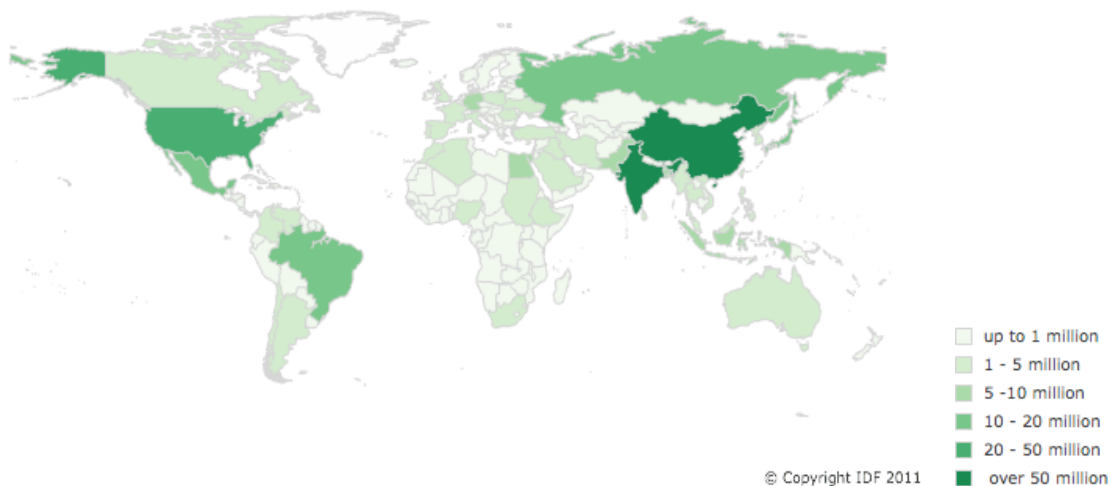 up to 1 million
1 - 5 million
5 -10 million
10 - 20 million
20 - 50 million
over 50 million
© Copyright IDF 2011